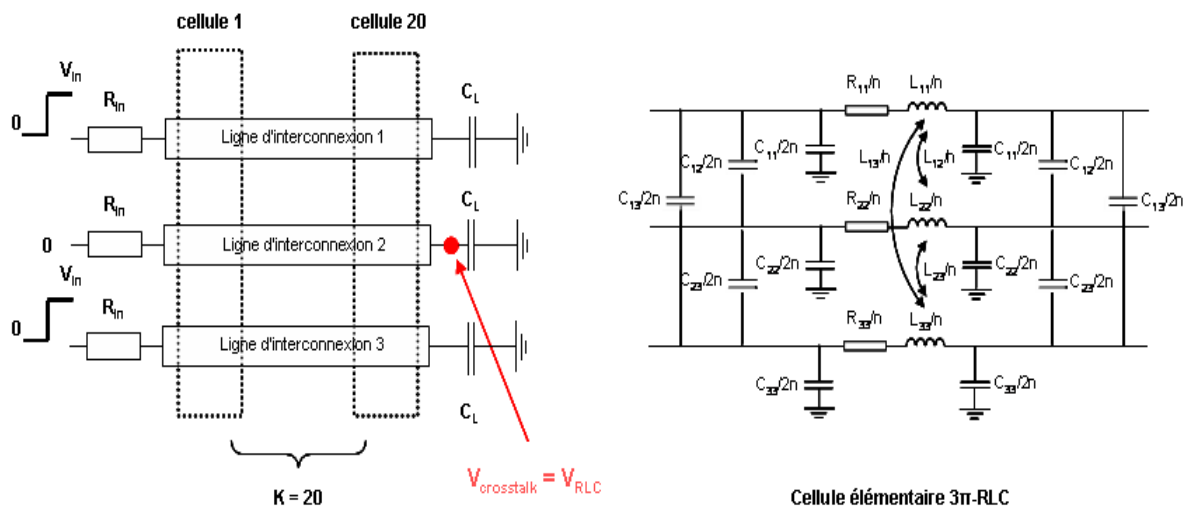 cellule 1
cellule 20
V_in
0
R_in
Ligne d'interconnexion 1
C_L
R_in
0
Ligne d'interconnexion 2
C_L
V_in
0
R_in
Ligne d'interconnexion 3
C_L
K = 20
V_crosstalk = V_RLC
R_11/n
L_11/n
C_13/2n
C_12/2n
C_11/2n
L_13/n
L_12/n
C_11/2n
C_12/2n
C_13/2n
R_22/n
L_22/n
C_23/2n
C_22/2n
L_23/n
C_22/2n
C_23/2n
R_33/n
L_33/n
C_33/2n
C_33/2n
Cellule élémentaire 3π-RLC